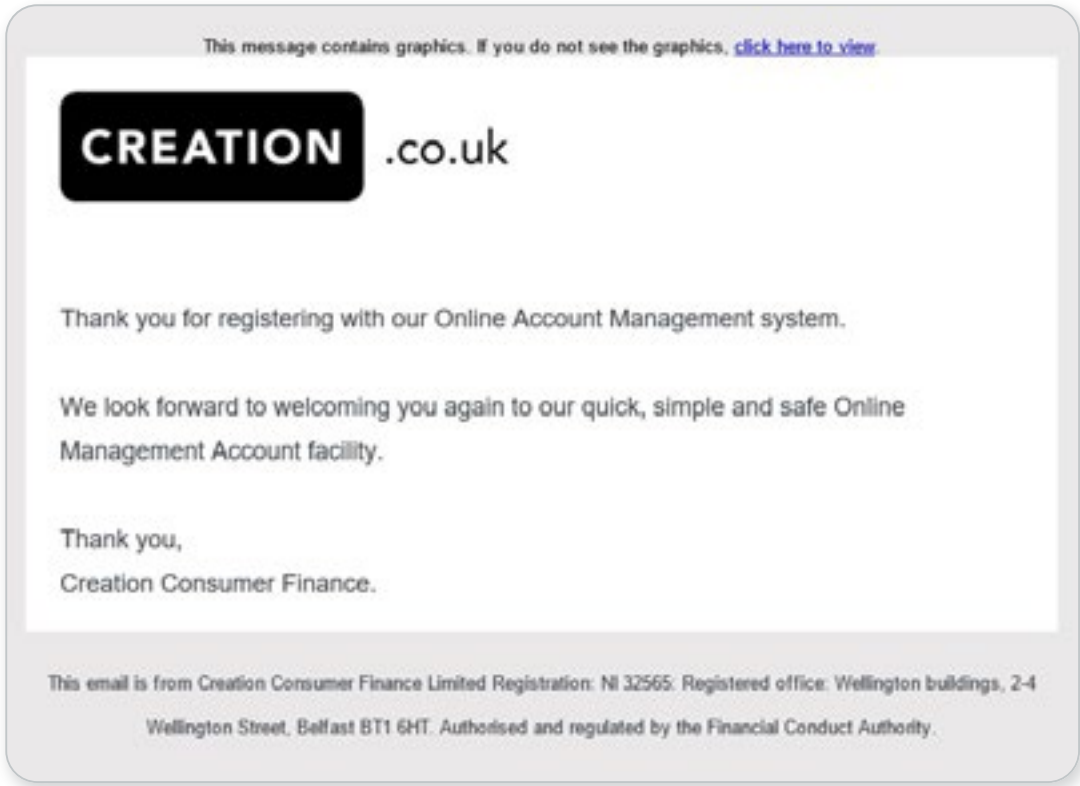 This message contains graphics. If you do not see the graphics, click here to view.
CREATION .co.uk
Thank you for registering with our Online Account Management system.
We look forward to welcoming you again to our quick, simple and safe Online
Management Account facility.
Thank you,
Creation Consumer Finance.
This email is from Creation Consumer Finance Limited Registration: NI 32565: Registered office: Wellington buildings, 2-4
Wellington Street, Belfast BT1 6HT. Authorised and regulated by the Financial Conduct Authority.